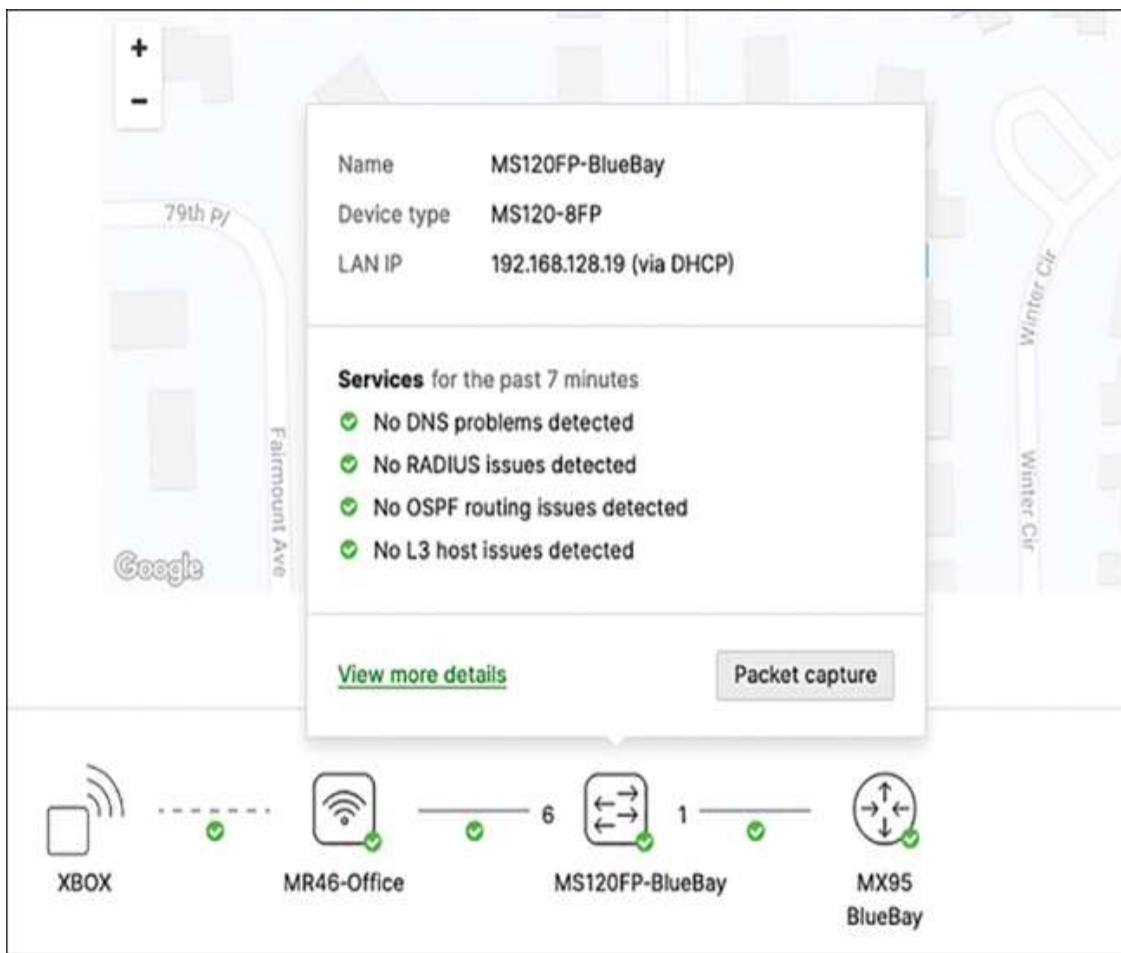 +
−
79th Pl
Fairmount Ave
Winter Cir
Winter Cir
Google
Name MS120FP-BlueBay
Device type MS120-8FP
LAN IP 192.168.128.19 (via DHCP)
Services for the past 7 minutes
No DNS problems detected
No RADIUS issues detected
No OSPF routing issues detected
No L3 host issues detected
View more details Packet capture
6 1
XBOX MR46-Office MS120FP-BlueBay MX95
BlueBay